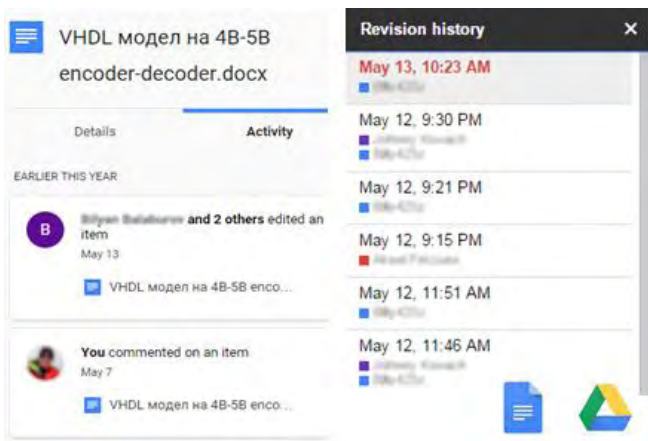 VHDL модел на 4B-5B
encoder-decoder.docx
Details
Activity
EARLIER THIS YEAR
B
and 2 others edited an
item
May 13
VHDL модел на 4B-5B enco...
You commented on an item
May 7
VHDL модел на 4B-5B enco...
Revision history
×
May 13, 10:23 AM
May 12, 9:30 PM
May 12, 9:21 PM
May 12, 9:15 PM
May 12, 11:51 AM
May 12, 11:46 AM